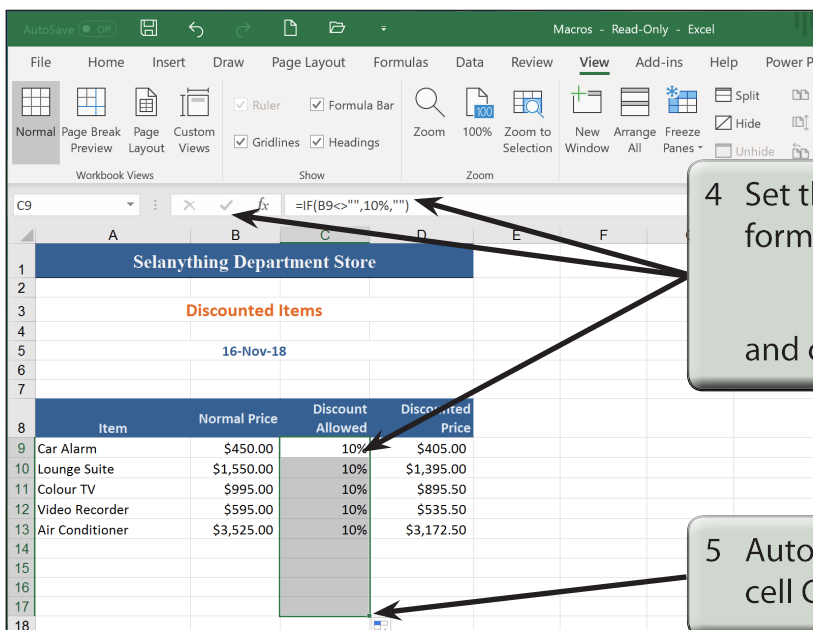 AutoSave Off Macros - Read-Only - Excel
File Home Insert Draw Page Layout Formulas Data Review View Add-ins Help Power P
Normal Page Break Preview Page Layout Custom Views
Workbook Views
Ruler Formula Bar
Gridlines Headings
Show
Zoom 100% Zoom to Selection
Zoom
New Window Arrange All Freeze Panes
Split
Hide
Unhide
C9 fx =IF(B9<>"",10%,"")
A B C D E F
1 Selanything Department Store
2
3 Discounted Items
4
5 16-Nov-18
6
7
8 Item Normal Price Discount Allowed Discounted Price
9 Car Alarm $450.00 10% $405.00
10 Lounge Suite $1,550.00 10% $1,395.00
11 Colour TV $995.00 10% $895.50
12 Video Recorder $595.00 10% $535.50
13 Air Conditioner $3,525.00 10% $3,172.50
14
15
16
17
18
4 Set
form
and
5 Auto
cell